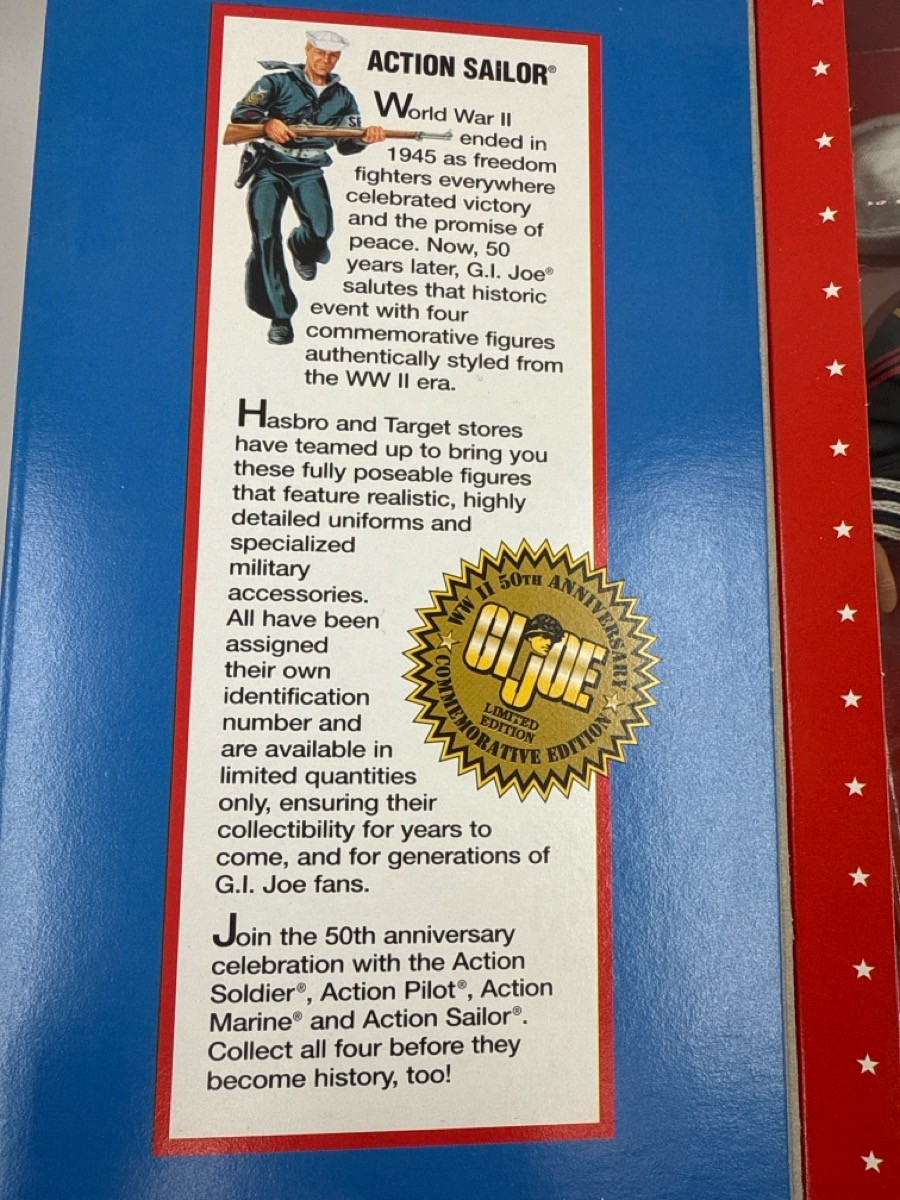 ACTION SAILOR®
World War II
ended in
1945 as freedom
fighters everywhere
celebrated victory
and the promise of
peace. Now, 50
years later, G.I. Joe®
salutes that historic
event with four
commemorative figures
authentically styled from
the WW II era.
Hasbro and Target stores
have teamed up to bring you
these fully poseable figures
that feature realistic, highly
detailed uniforms and
specialized
military
accessories.
All have been
assigned
their own
identification
number and
are available in
limited quantities
only, ensuring their
collectibility for years to
come, and for generations of
G.I. Joe fans.
WW II 50TH ANNIVERSARY
GI JOE
LIMITED
EDITION
COMMEMORATIVE EDITION
Join the 50th anniversary
celebration with the Action
Soldier®, Action Pilot®, Action
Marine® and Action Sailor®.
Collect all four before they
become history, too!